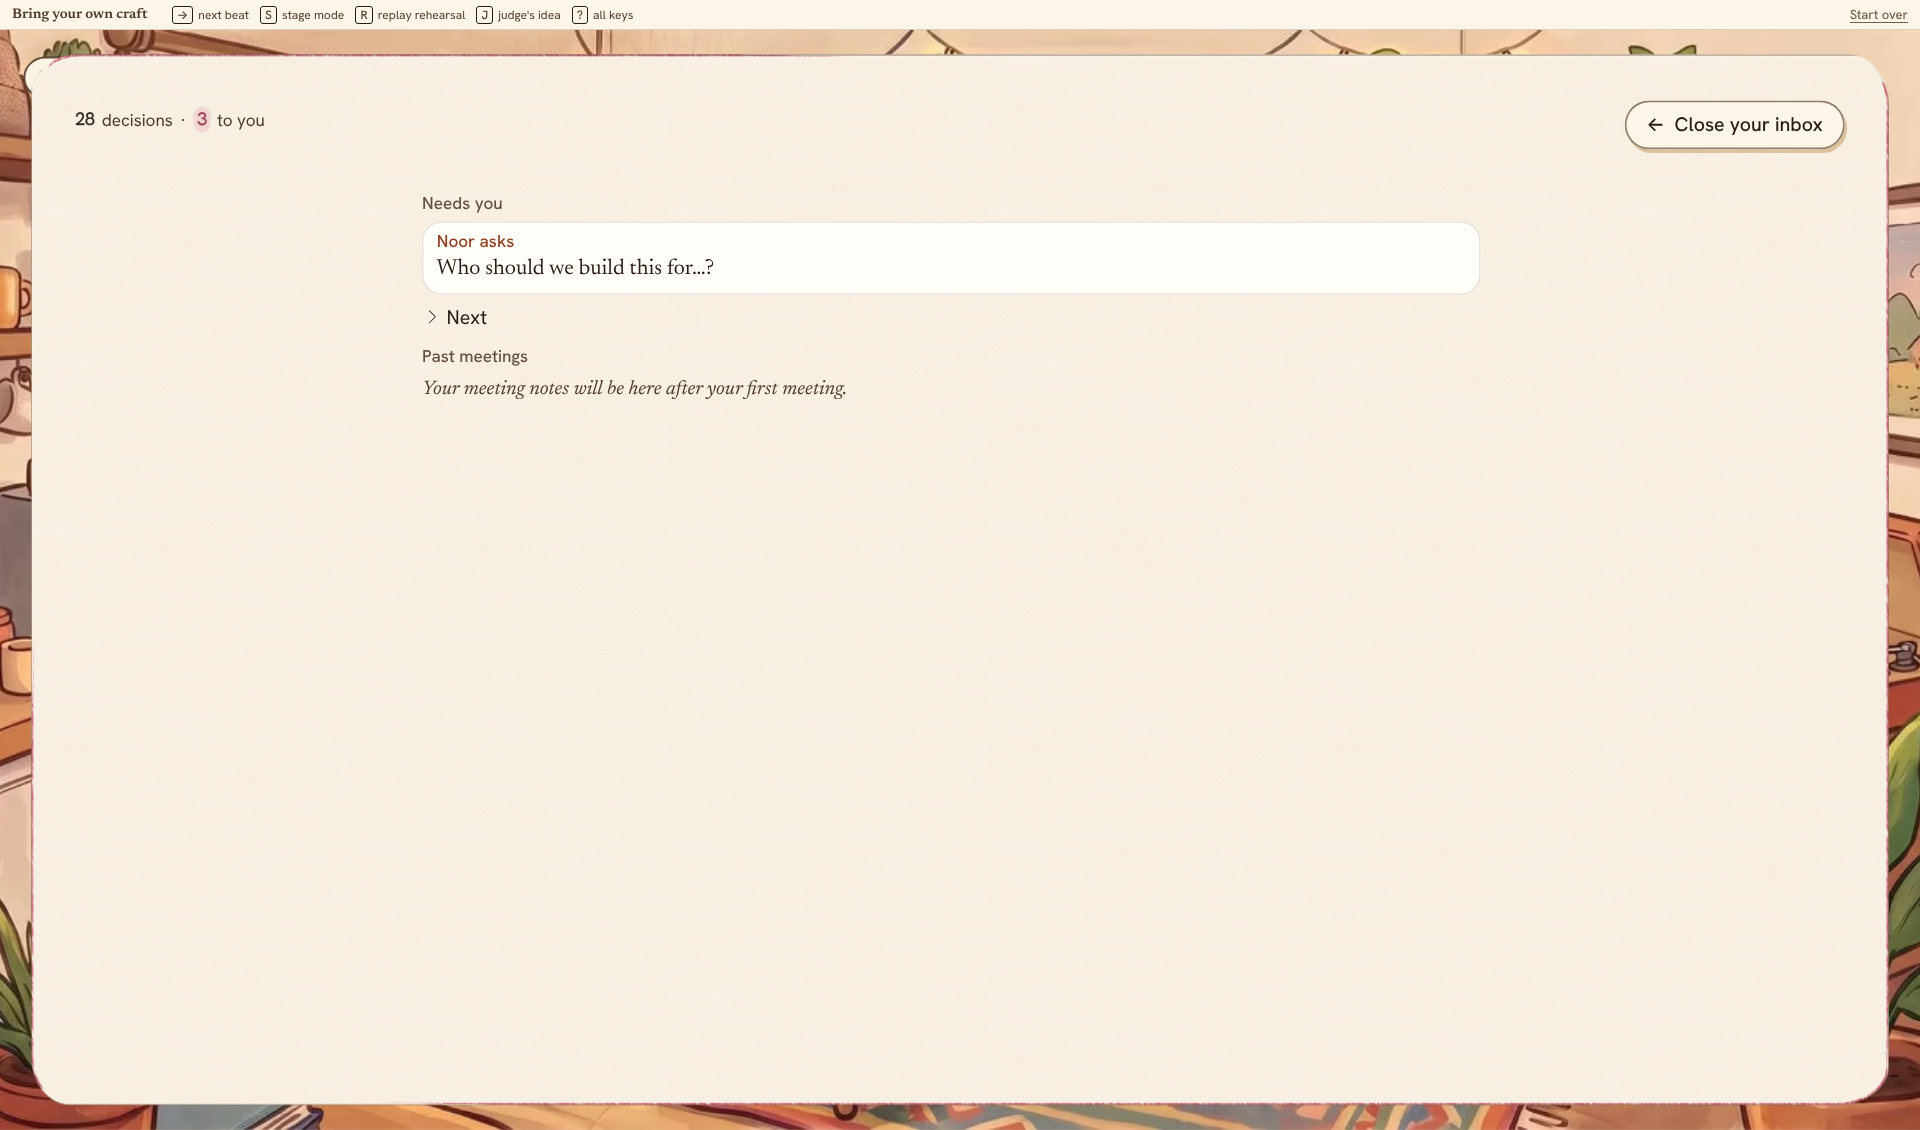 Bring your own craft → next beat S stage mode R replay rehearsal J judge's idea ? all keys Start over
28 decisions · 3 to you
← Close your inbox
Needs you
Noor asks
Who should we build this for...?
> Next
Past meetings
Your meeting notes will be here after your first meeting.